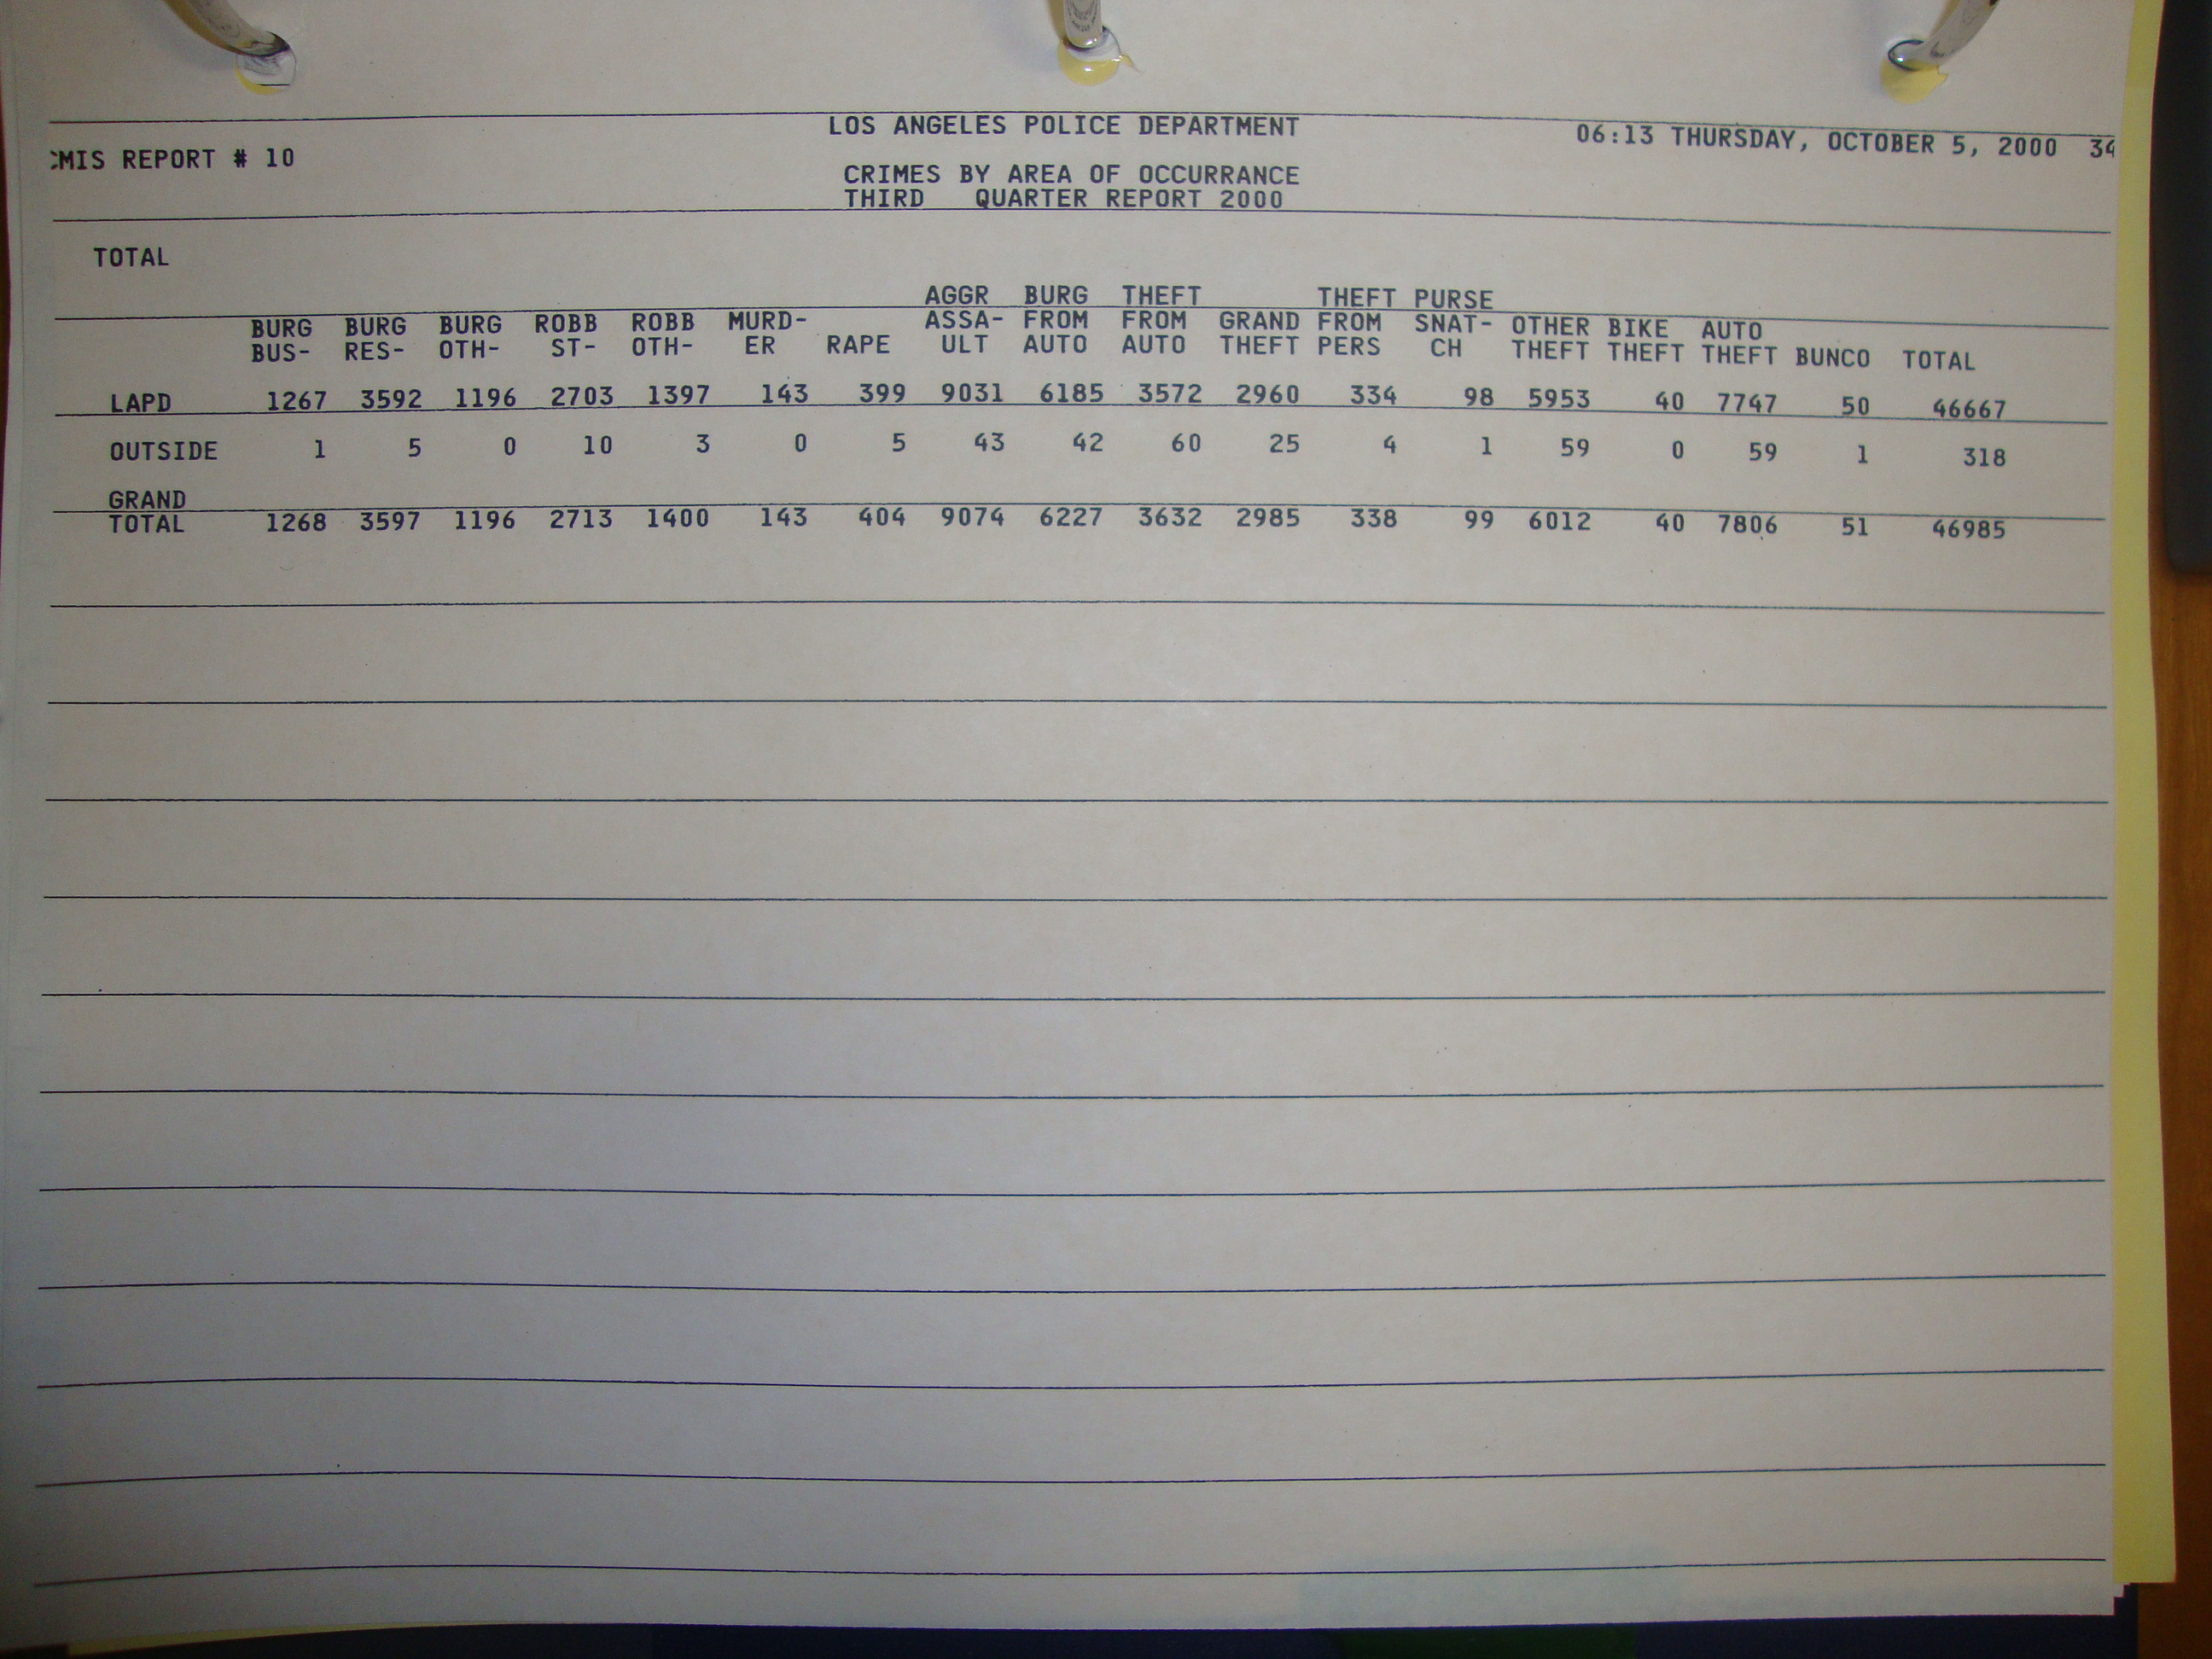 LOS ANGELES POLICE DEPARTMENT
06:13 THURSDAY, OCTOBER 5, 2000 34
CMIS REPORT # 10
CRIMES BY AREA OF OCCURRANCE
THIRD QUARTER REPORT 2000
TOTAL
AGGR BURG THEFT THEFT PURSE
BURG BURG BURG ROBB ROBB MURD- ASSA- FROM FROM GRAND FROM SNAT- OTHER BIKE AUTO
BUS- RES- OTH- ST- OTH- ER RAPE ULT AUTO AUTO THEFT PERS CH THEFT THEFT THEFT BUNCO TOTAL
LAPD 1267 3592 1196 2703 1397 143 399 9031 6185 3572 2960 334 98 5953 40 7747 50 46667
OUTSIDE 1 5 0 10 3 0 5 43 42 60 25 4 1 59 0 59 1 318
GRAND
TOTAL 1268 3597 1196 2713 1400 143 404 9074 6227 3632 2985 338 99 6012 40 7806 51 46985